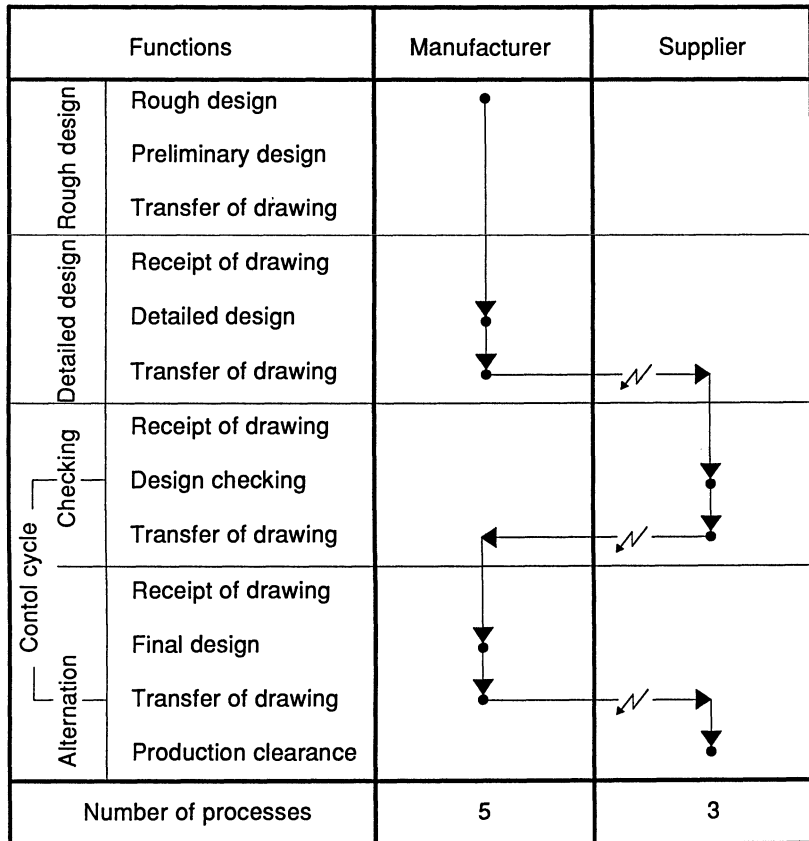 Functions Manufacturer Supplier
Rough design
Rough design
Preliminary design
Transfer of drawing
Detailed design
Receipt of drawing
Detailed design
Transfer of drawing
Contol cycle
Checking
Receipt of drawing
Design checking
Transfer of drawing
Alternation
Receipt of drawing
Final design
Transfer of drawing
Production clearance
Number of processes 5 3